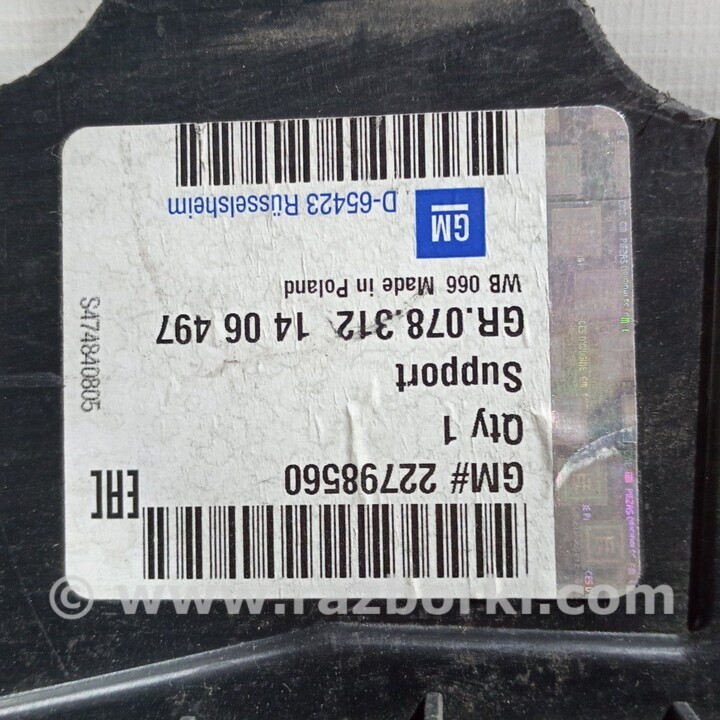 GM# 22798560
EAC
Qty 1
Support
GR.078.312 14 06 497
WB 066 Made in Poland
GM
D-65423 Rüsselsheim
S474840805
© www.razborki.com